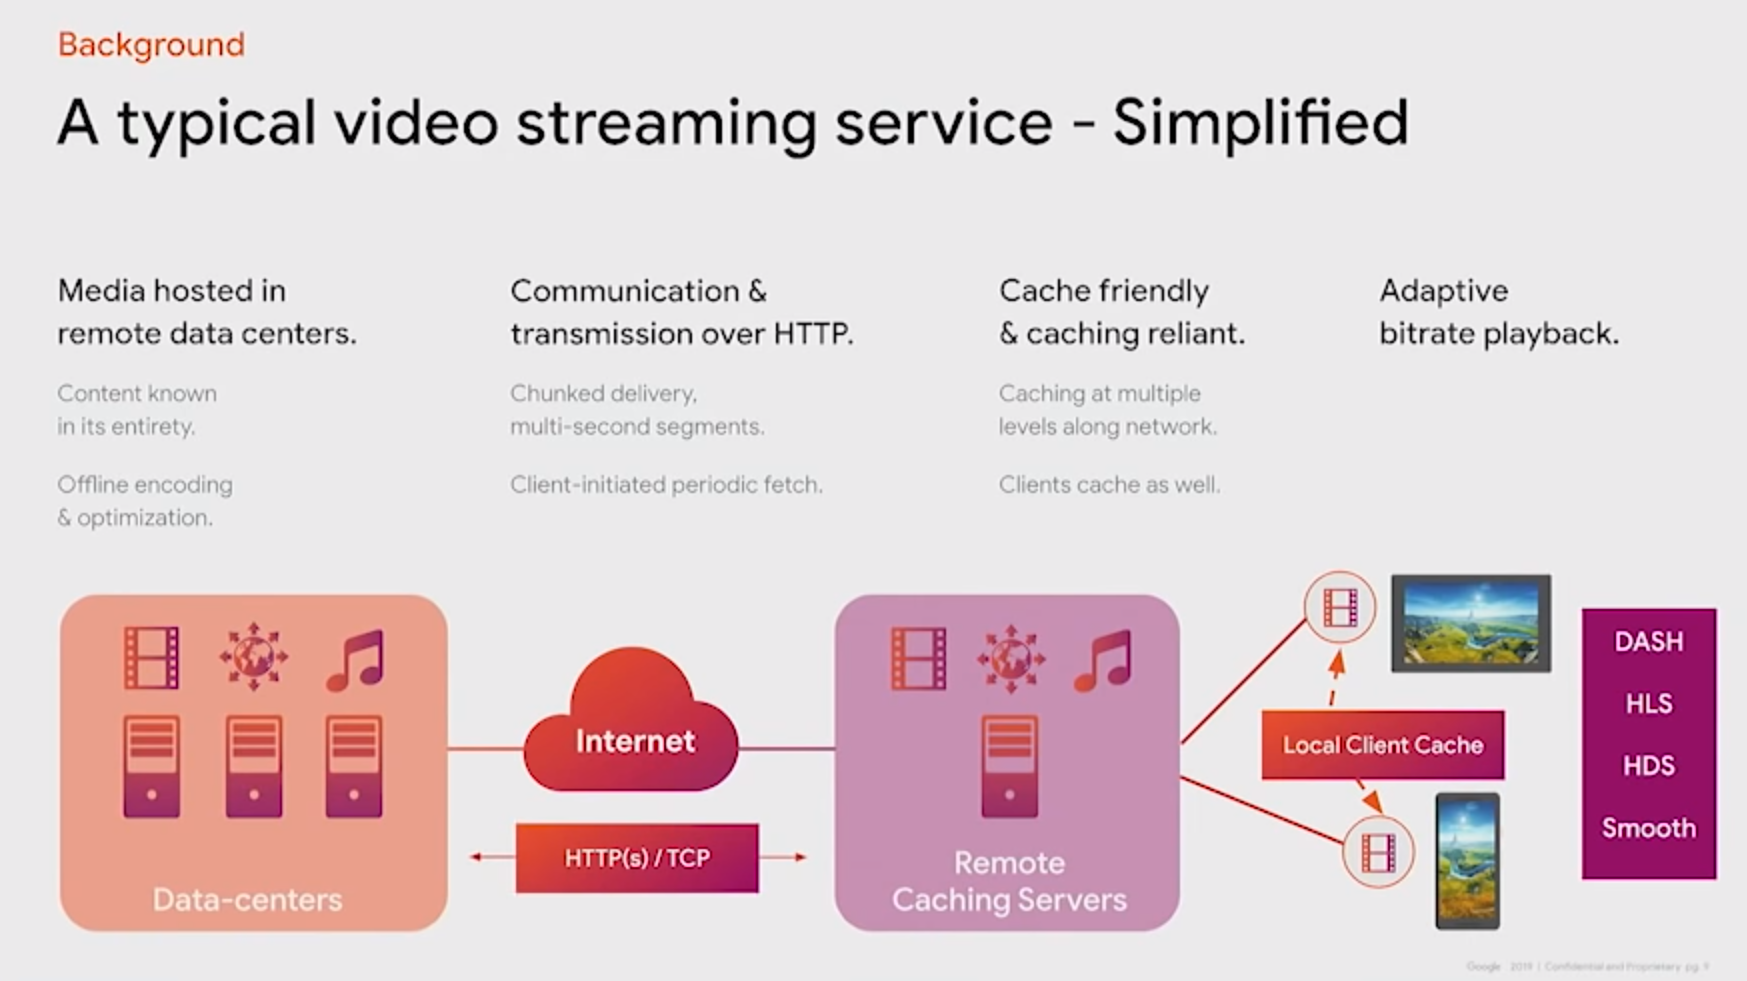 Background
A typical video streaming service - Simplified
Media hosted in
remote data centers.
Content known
in its entirety.
Offline encoding
& optimization.
Communication &
transmission over HTTP.
Chunked delivery,
multi-second segments.
Client-initiated periodic fetch.
Cache friendly
& caching reliant.
Caching at multiple
levels along network.
Clients cache as well.
Adaptive
bitrate playback.
Data-centers
Internet
HTTP(s) / TCP
Remote
Caching Servers
Local Client Cache
DASH
HLS
HDS
Smooth
Google 2019 | Confidential and Proprietary pg. 9